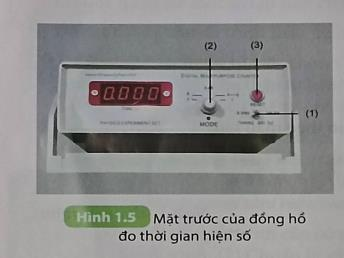 (2)
(3)
DIGITAL MULTIPURPOSE COUNTER
0.000
RESET
(1)
MODE
PHYSICS EXPERIMENT SET
Hình 1.5 Mặt trước của đồng hồ
đo thời gian hiện số